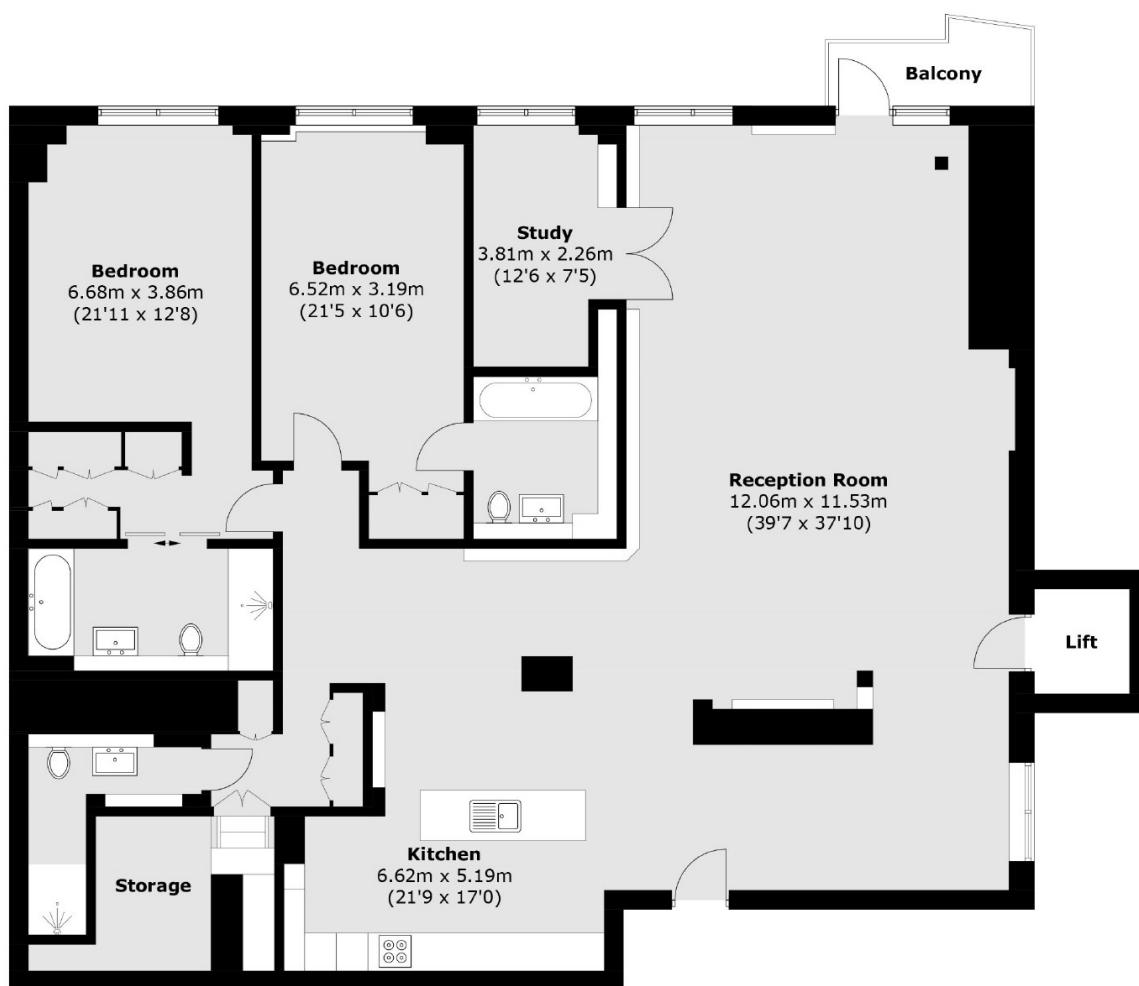 Balcony
Study
3.81m x 2.26m
(12'6 x 7'5)
Bedroom
6.68m x 3.86m
(21'11 x 12'8)
Bedroom
6.52m x 3.19m
(21'5 x 10'6)
Reception Room
12.06m x 11.53m
(39'7 x 37'10)
Lift
Kitchen
6.62m x 5.19m
(21'9 x 17'0)
Storage